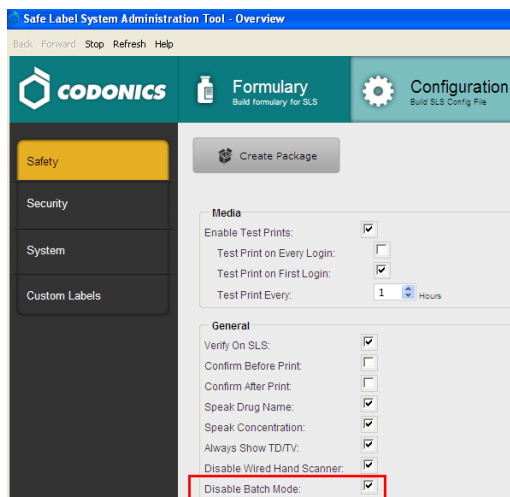 Safe Label System Administration Tool - Overview
Back Forward Stop Refresh Help
CODONICS
Formulary
Build formulary for SLS
Configuration
Build SLS Config File
Safety
Security
System
Custom Labels
Create Package
Media
Enable Test Prints:
Test Print on Every Login:
Test Print on First Login:
Test Print Every: 1 Hours
General
Verify On SLS:
Confirm Before Print:
Confirm After Print:
Speak Drug Name:
Speak Concentration:
Always Show TD/TV:
Disable Wired Hand Scanner:
Disable Batch Mode: